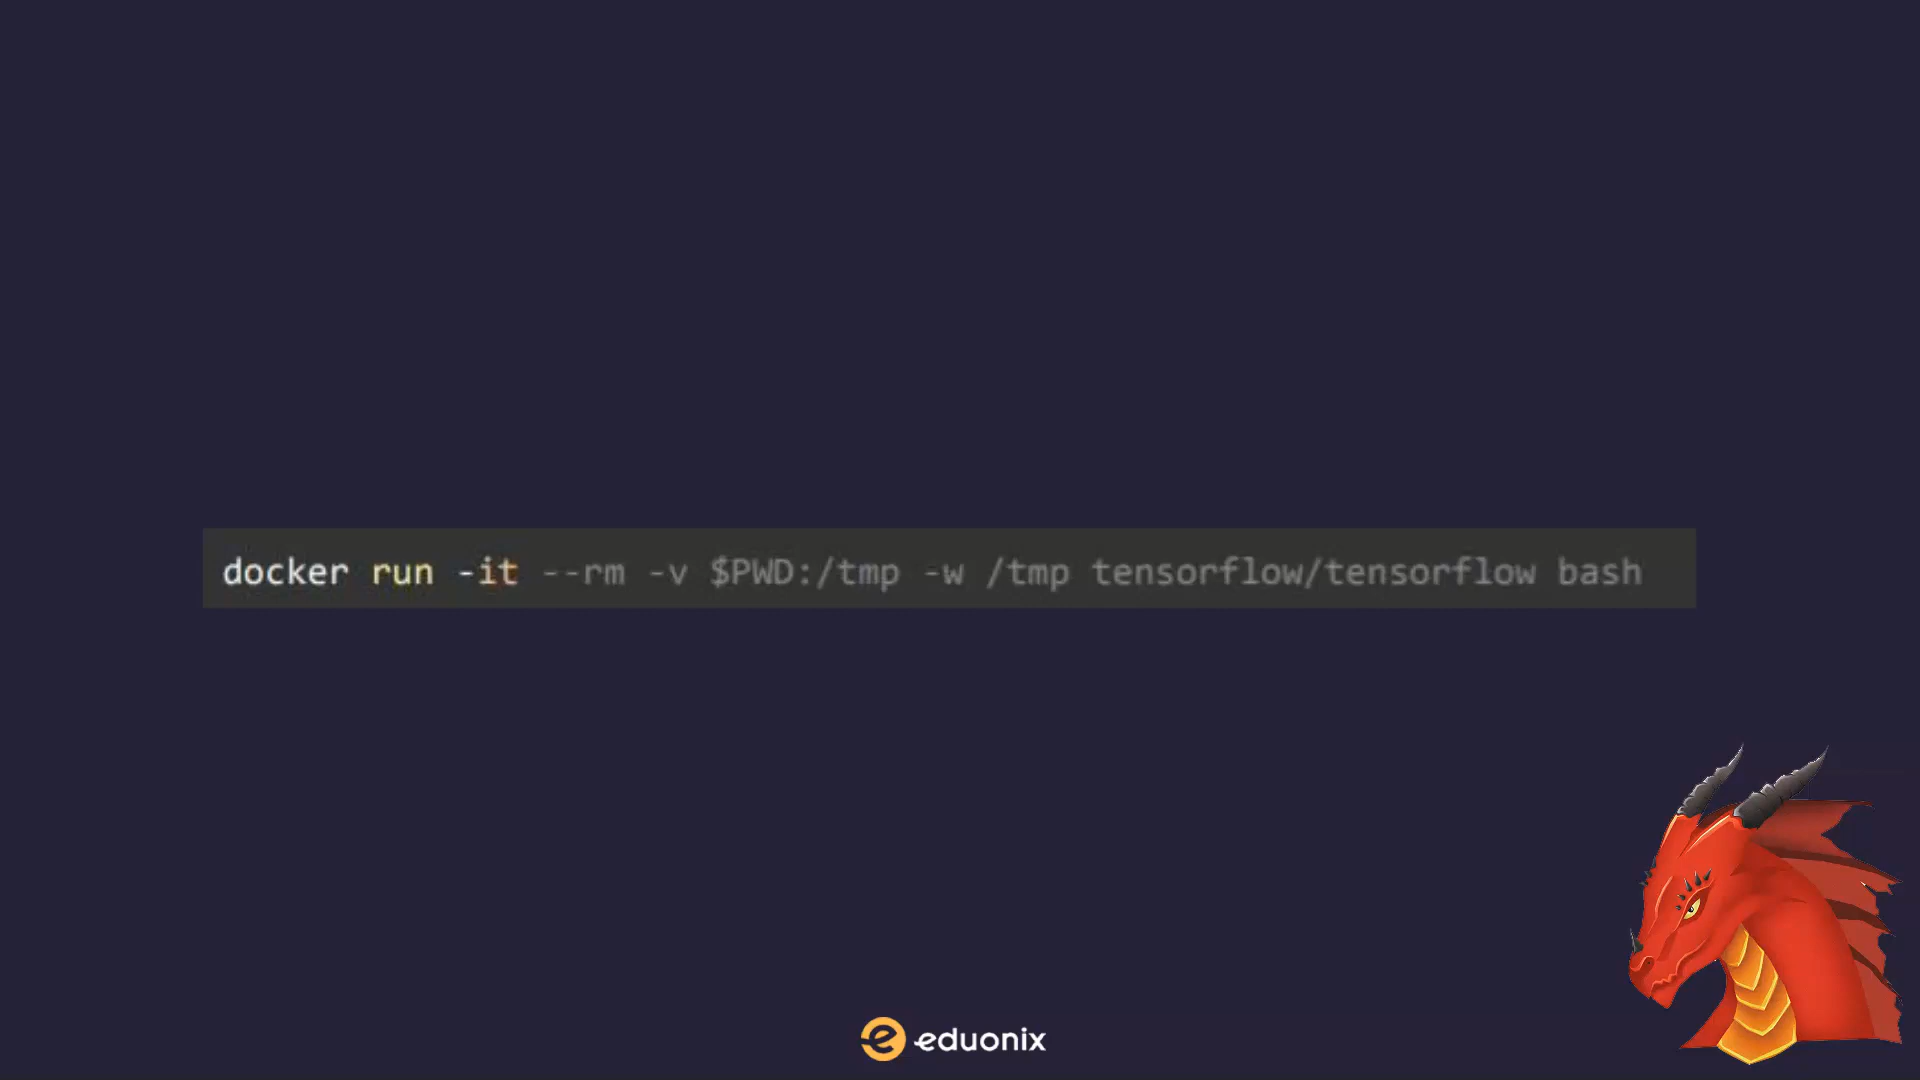 docker run -it --rm -v $PWD:/tmp -w /tmp tensorflow/tensorflow bash
eduonix